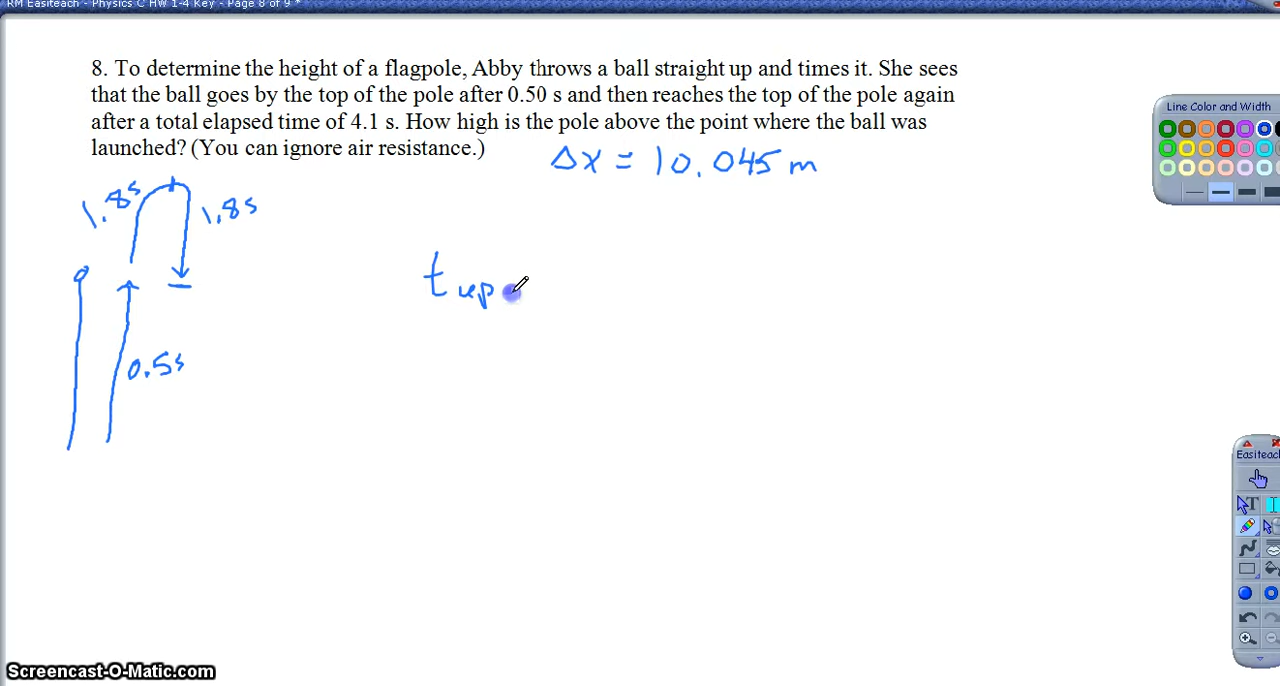 RM Easiteach - Physics C HW 1-4 Key - Page 8 of 9 *
8. To determine the height of a flagpole, Abby throws a ball straight up and times it. She sees
that the ball goes by the top of the pole after 0.50 s and then reaches the top of the pole again
after a total elapsed time of 4.1 s. How high is the pole above the point where the ball was
launched? (You can ignore air resistance.)
Δx = 10.045 m
1.8s
1.8s
t up
0.5s
Line Color and Width
Easiteach
T
Screencast-O-Matic.com